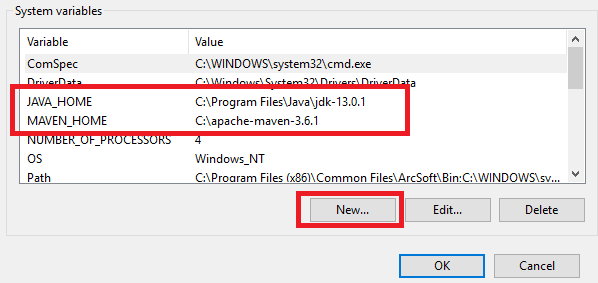 System variables
Variable Value
ComSpec C:\WINDOWS\system32\cmd.exe
DriverData C:\Windows\System32\Drivers\DriverData
JAVA_HOME C:\Program Files\Java\jdk-13.0.1
MAVEN_HOME C:\apache-maven-3.6.1
NUMBER_OF_PROCESSORS 4
OS Windows_NT
Path C:\Program Files (x86)\Common Files\ArcSoft\Bin;C:\WINDOWS\sv...
New... Edit... Delete
OK Cancel